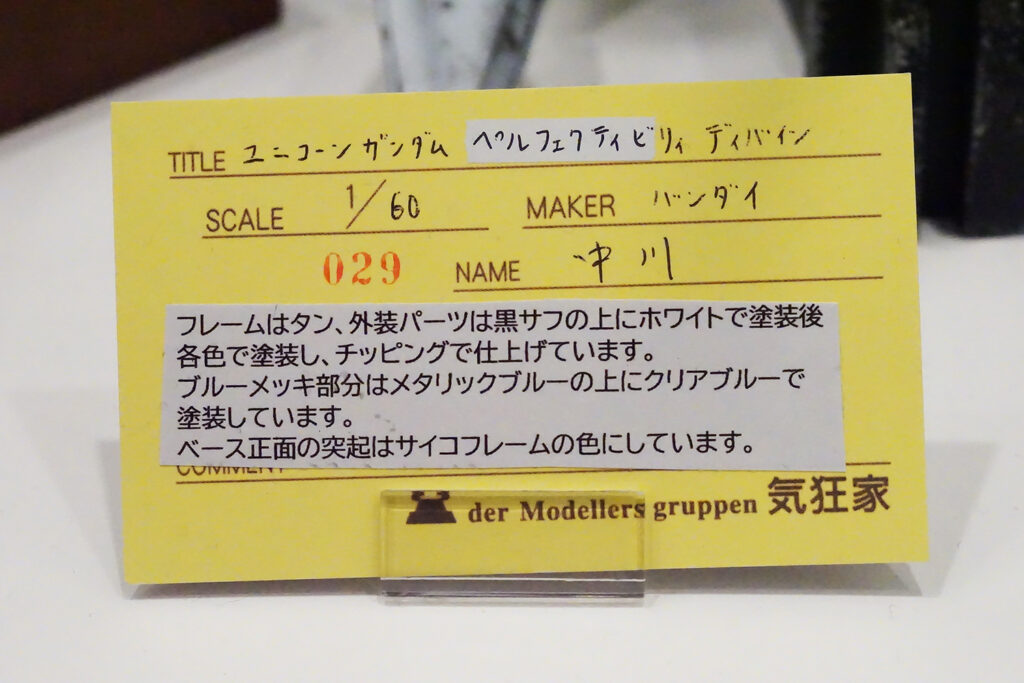 TITLE ユニコーンガンダム ペルフェクティビリィ ディバイン
SCALE 1/60 MAKER バンダイ
029 NAME 中川
フレームはタン、外装パーツは黒サフの上にホワイトで塗装後
各色で塗装し、チッピングで仕上げています。
ブルーメッキ部分はメタリックブルーの上にクリアブルーで
塗装しています。
ベース正面の突起はサイコフレームの色にしています。
COMMENT
der Modellers gruppen 気狂家